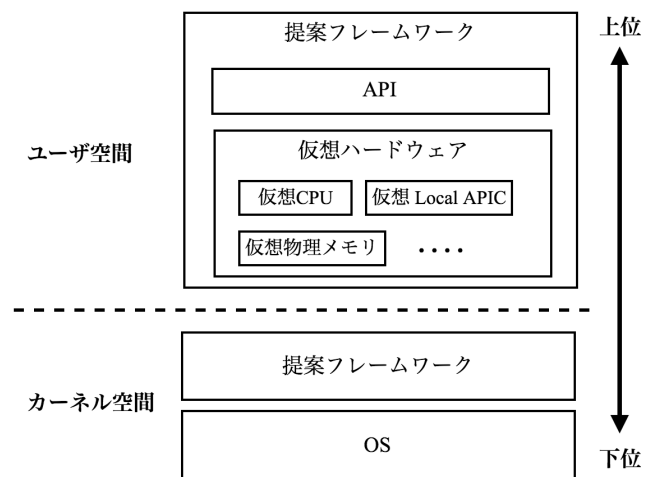 提案フレームワーク
上位
API
ユーザ空間
仮想ハードウェア
仮想CPU
仮想 Local APIC
仮想物理メモリ
....
提案フレームワーク
カーネル空間
OS
下位